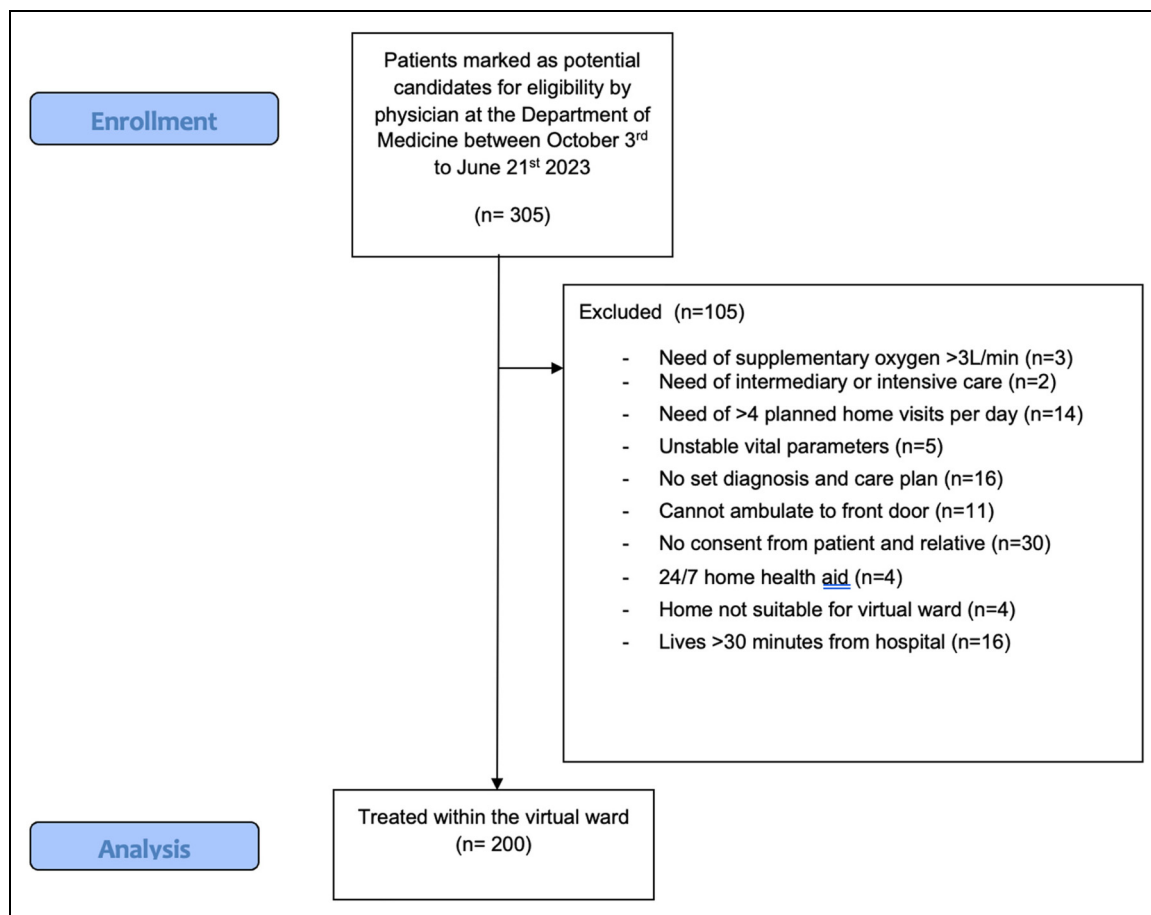 Enrollment
Patients marked as potential
candidates for eligibility by
physician at the Department of
Medicine between October 3rd
to June 21st 2023
(n= 305)
Excluded (n=105)
- Need of supplementary oxygen >3L/min (n=3)
- Need of intermediary or intensive care (n=2)
- Need of >4 planned home visits per day (n=14)
- Unstable vital parameters (n=5)
- No set diagnosis and care plan (n=16)
- Cannot ambulate to front door (n=11)
- No consent from patient and relative (n=30)
- 24/7 home health aid (n=4)
- Home not suitable for virtual ward (n=4)
- Lives >30 minutes from hospital (n=16)
Analysis
Treated within the virtual ward
(n= 200)